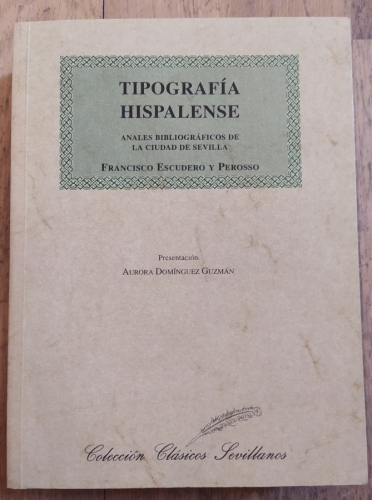 TIPOGRAFÍA
HISPALENSE
ANALES BIBLIOGRÁFICOS DE
LA CIUDAD DE SEVILLA
FRANCISCO ESCUDERO Y PEROSSO
Presentación
AURORA DOMÍNGUEZ GUZMÁN
Colección Clásicos Sevillanos